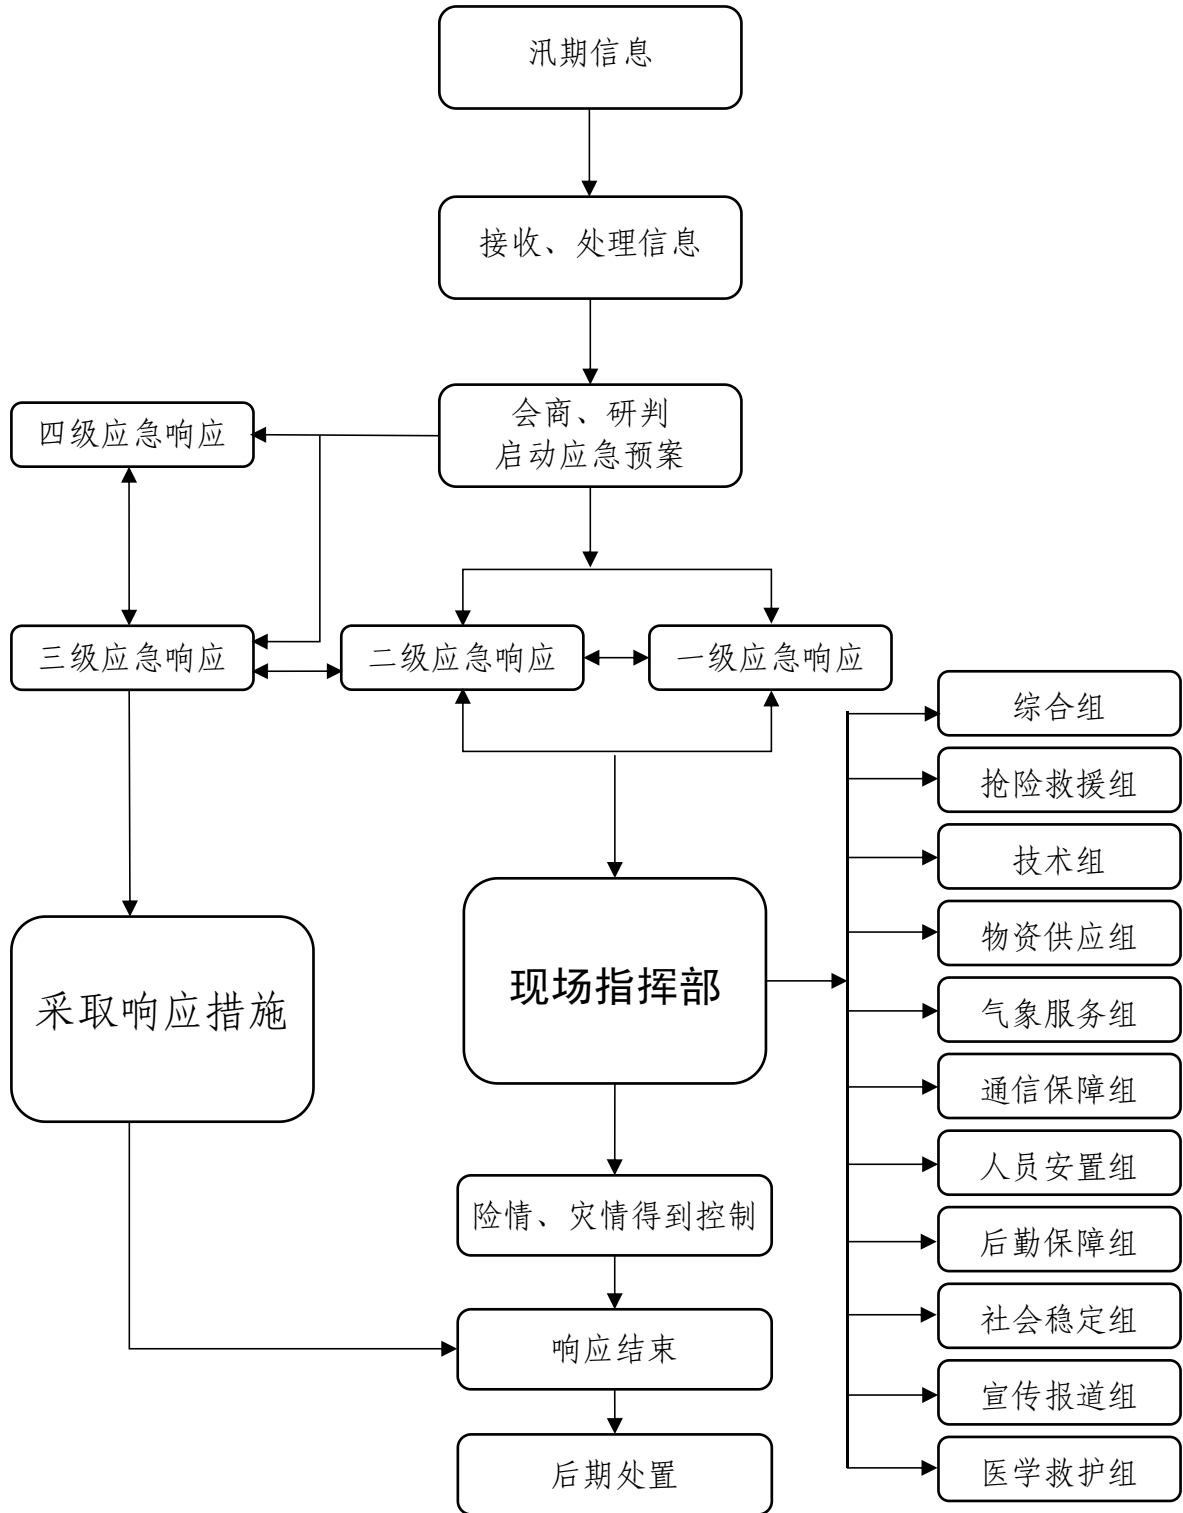 汛期信息
接收、处理信息
会商、研判
启动应急预案
四级应急响应
三级应急响应
二级应急响应
一级应急响应
综合组
抢险救援组
技术组
物资供应组
气象服务组
通信保障组
人员安置组
后勤保障组
社会稳定组
宣传报道组
医学救护组
采取响应措施
现场指挥部
险情、灾情得到控制
响应结束
后期处置